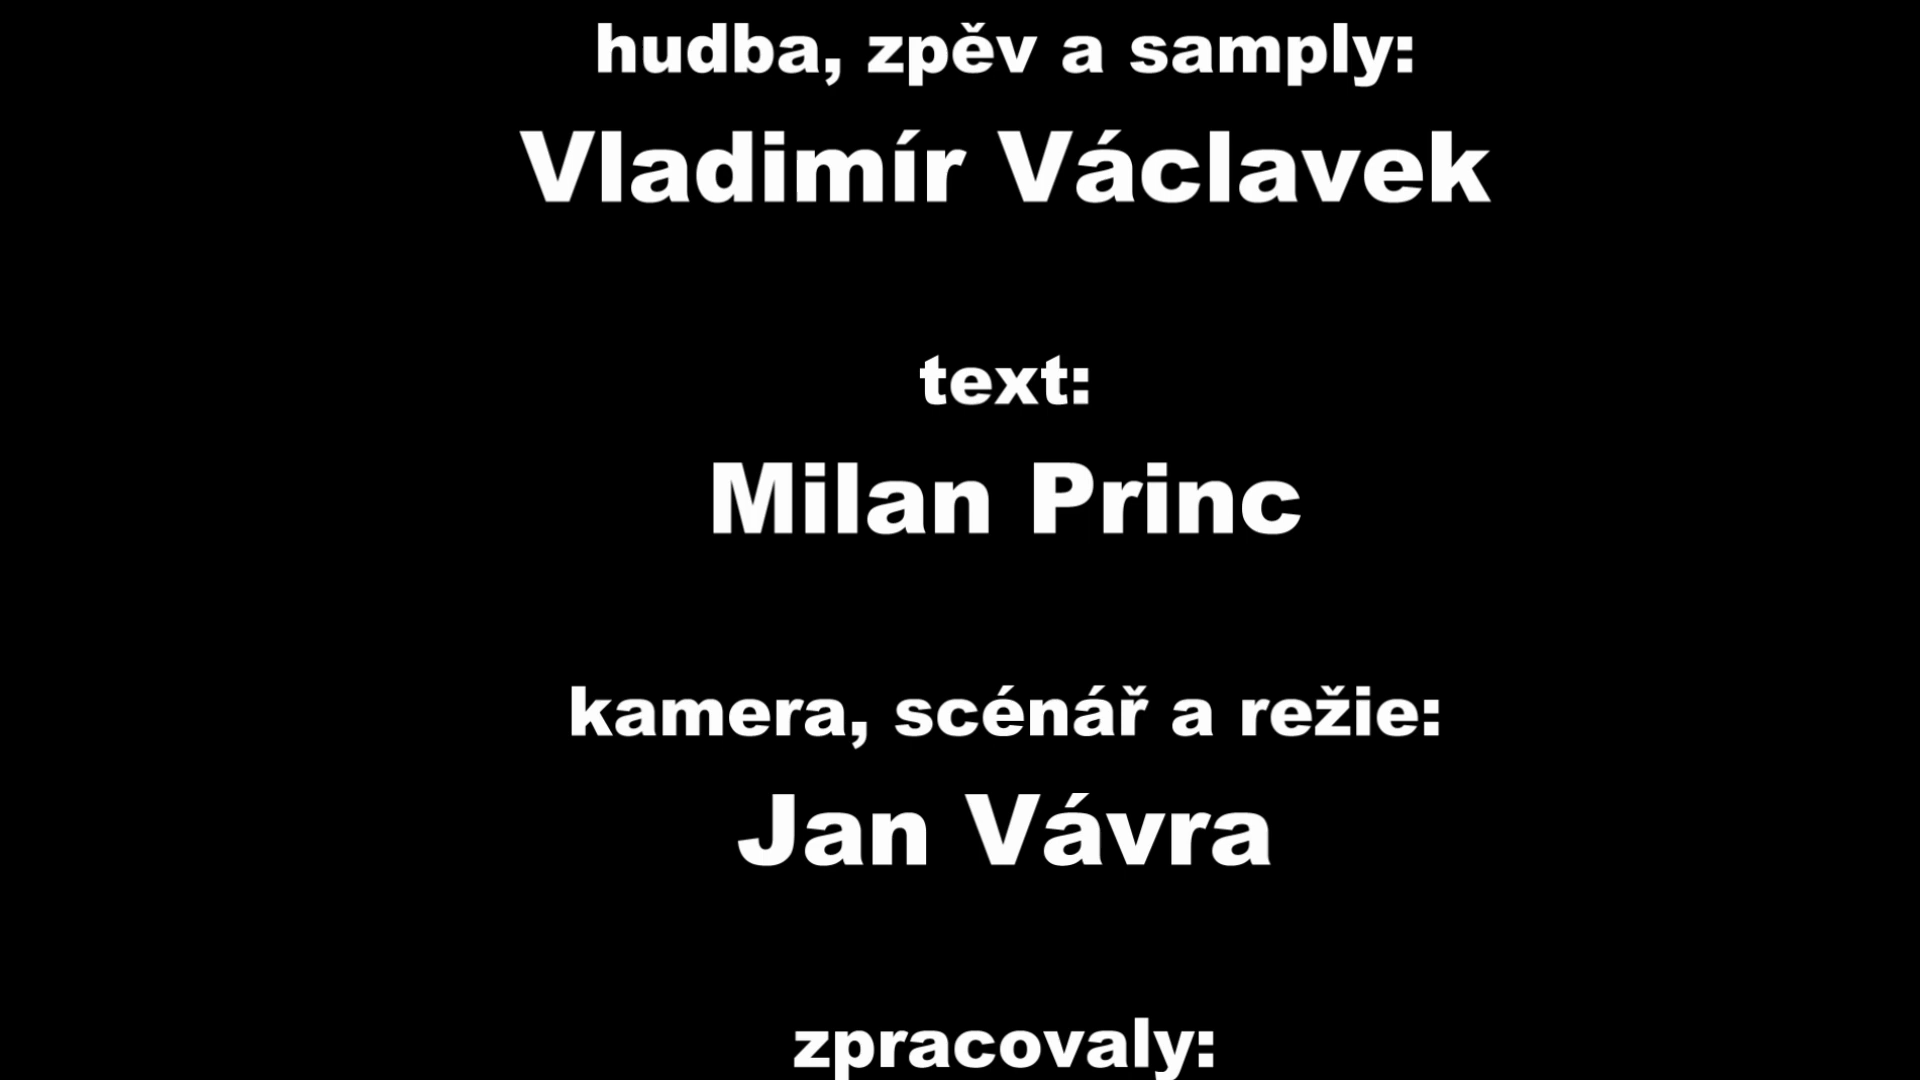 hudba, zpěv a samply:
Vladimír Václavek
text:
Milan Princ
kamera, scénář a režie:
Jan Vávra
zpracovaly: